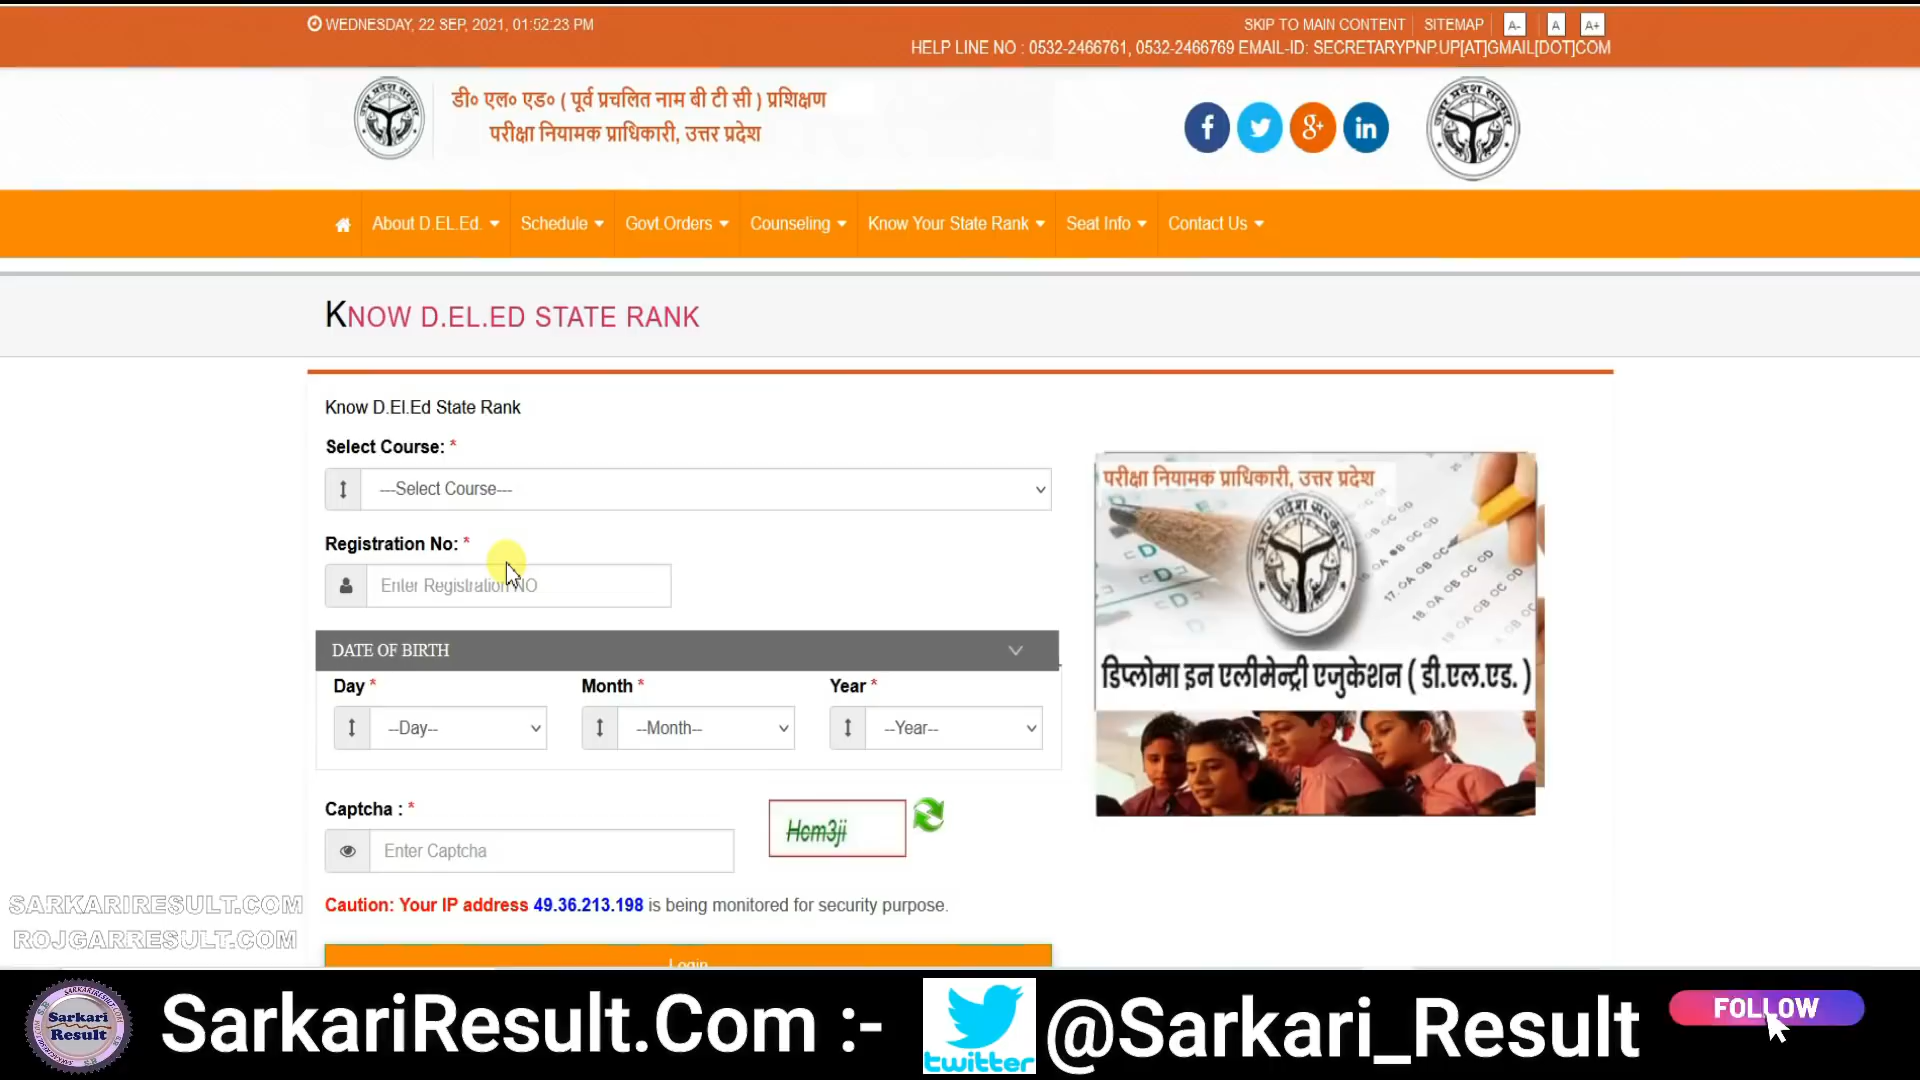 WEDNESDAY, 22 SEP, 2021, 01:52:23 PM
SKIP TO MAIN CONTENT SITEMAP A- A A+
HELP LINE NO : 0532-2466761, 0532-2466769 EMAIL-ID: SECRETARYPNP.UP[AT]GMAIL[DOT]COM
डी० एल० एड० ( पूर्व प्रचलित नाम बी टी सी ) प्रशिक्षण
परीक्षा नियामक प्राधिकारी, उत्तर प्रदेश
About D.EL.Ed. Schedule Govt.Orders Counseling Know Your State Rank Seat Info Contact Us
KNOW D.EL.ED STATE RANK
Know D.El.Ed State Rank
Select Course: *
---Select Course---
Registration No: *
Enter Registration NO
DATE OF BIRTH
Day * Month * Year *
--Day-- --Month-- --Year--
Captcha : *
Enter Captcha
Hcm3ji
Caution: Your IP address 49.36.213.198 is being monitored for security purpose.
Login
परीक्षा नियामक प्राधिकारी, उत्तर प्रदेश
डिप्लोमा इन एलीमेन्ट्री एजुकेशन ( डी.एल.एड. )
SARKARIRESULT.COM
ROJGARRESULT.COM
Sarkari
Result
SarkariResult.Com :-
twitter
@Sarkari_Result
FOLLOW